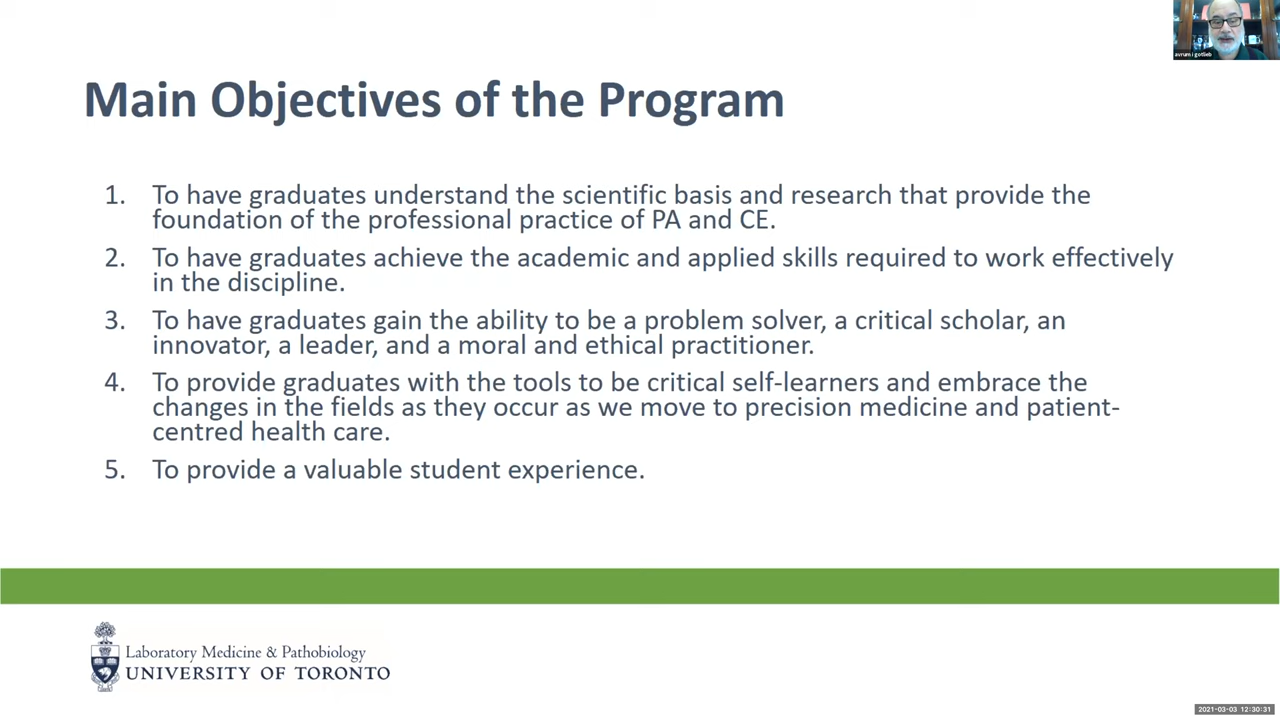 avrum i gotlieb
Main Objectives of the Program
1. To have graduates understand the scientific basis and research that provide the
foundation of the professional practice of PA and CE.
2. To have graduates achieve the academic and applied skills required to work effectively
in the discipline.
3. To have graduates gain the ability to be a problem solver, a critical scholar, an
innovator, a leader, and a moral and ethical practitioner.
4. To provide graduates with the tools to be critical self-learners and embrace the
changes in the fields as they occur as we move to precision medicine and patient-
centred health care.
5. To provide a valuable student experience.
Laboratory Medicine & Pathobiology
UNIVERSITY OF TORONTO
2021-03-03 12:30:31